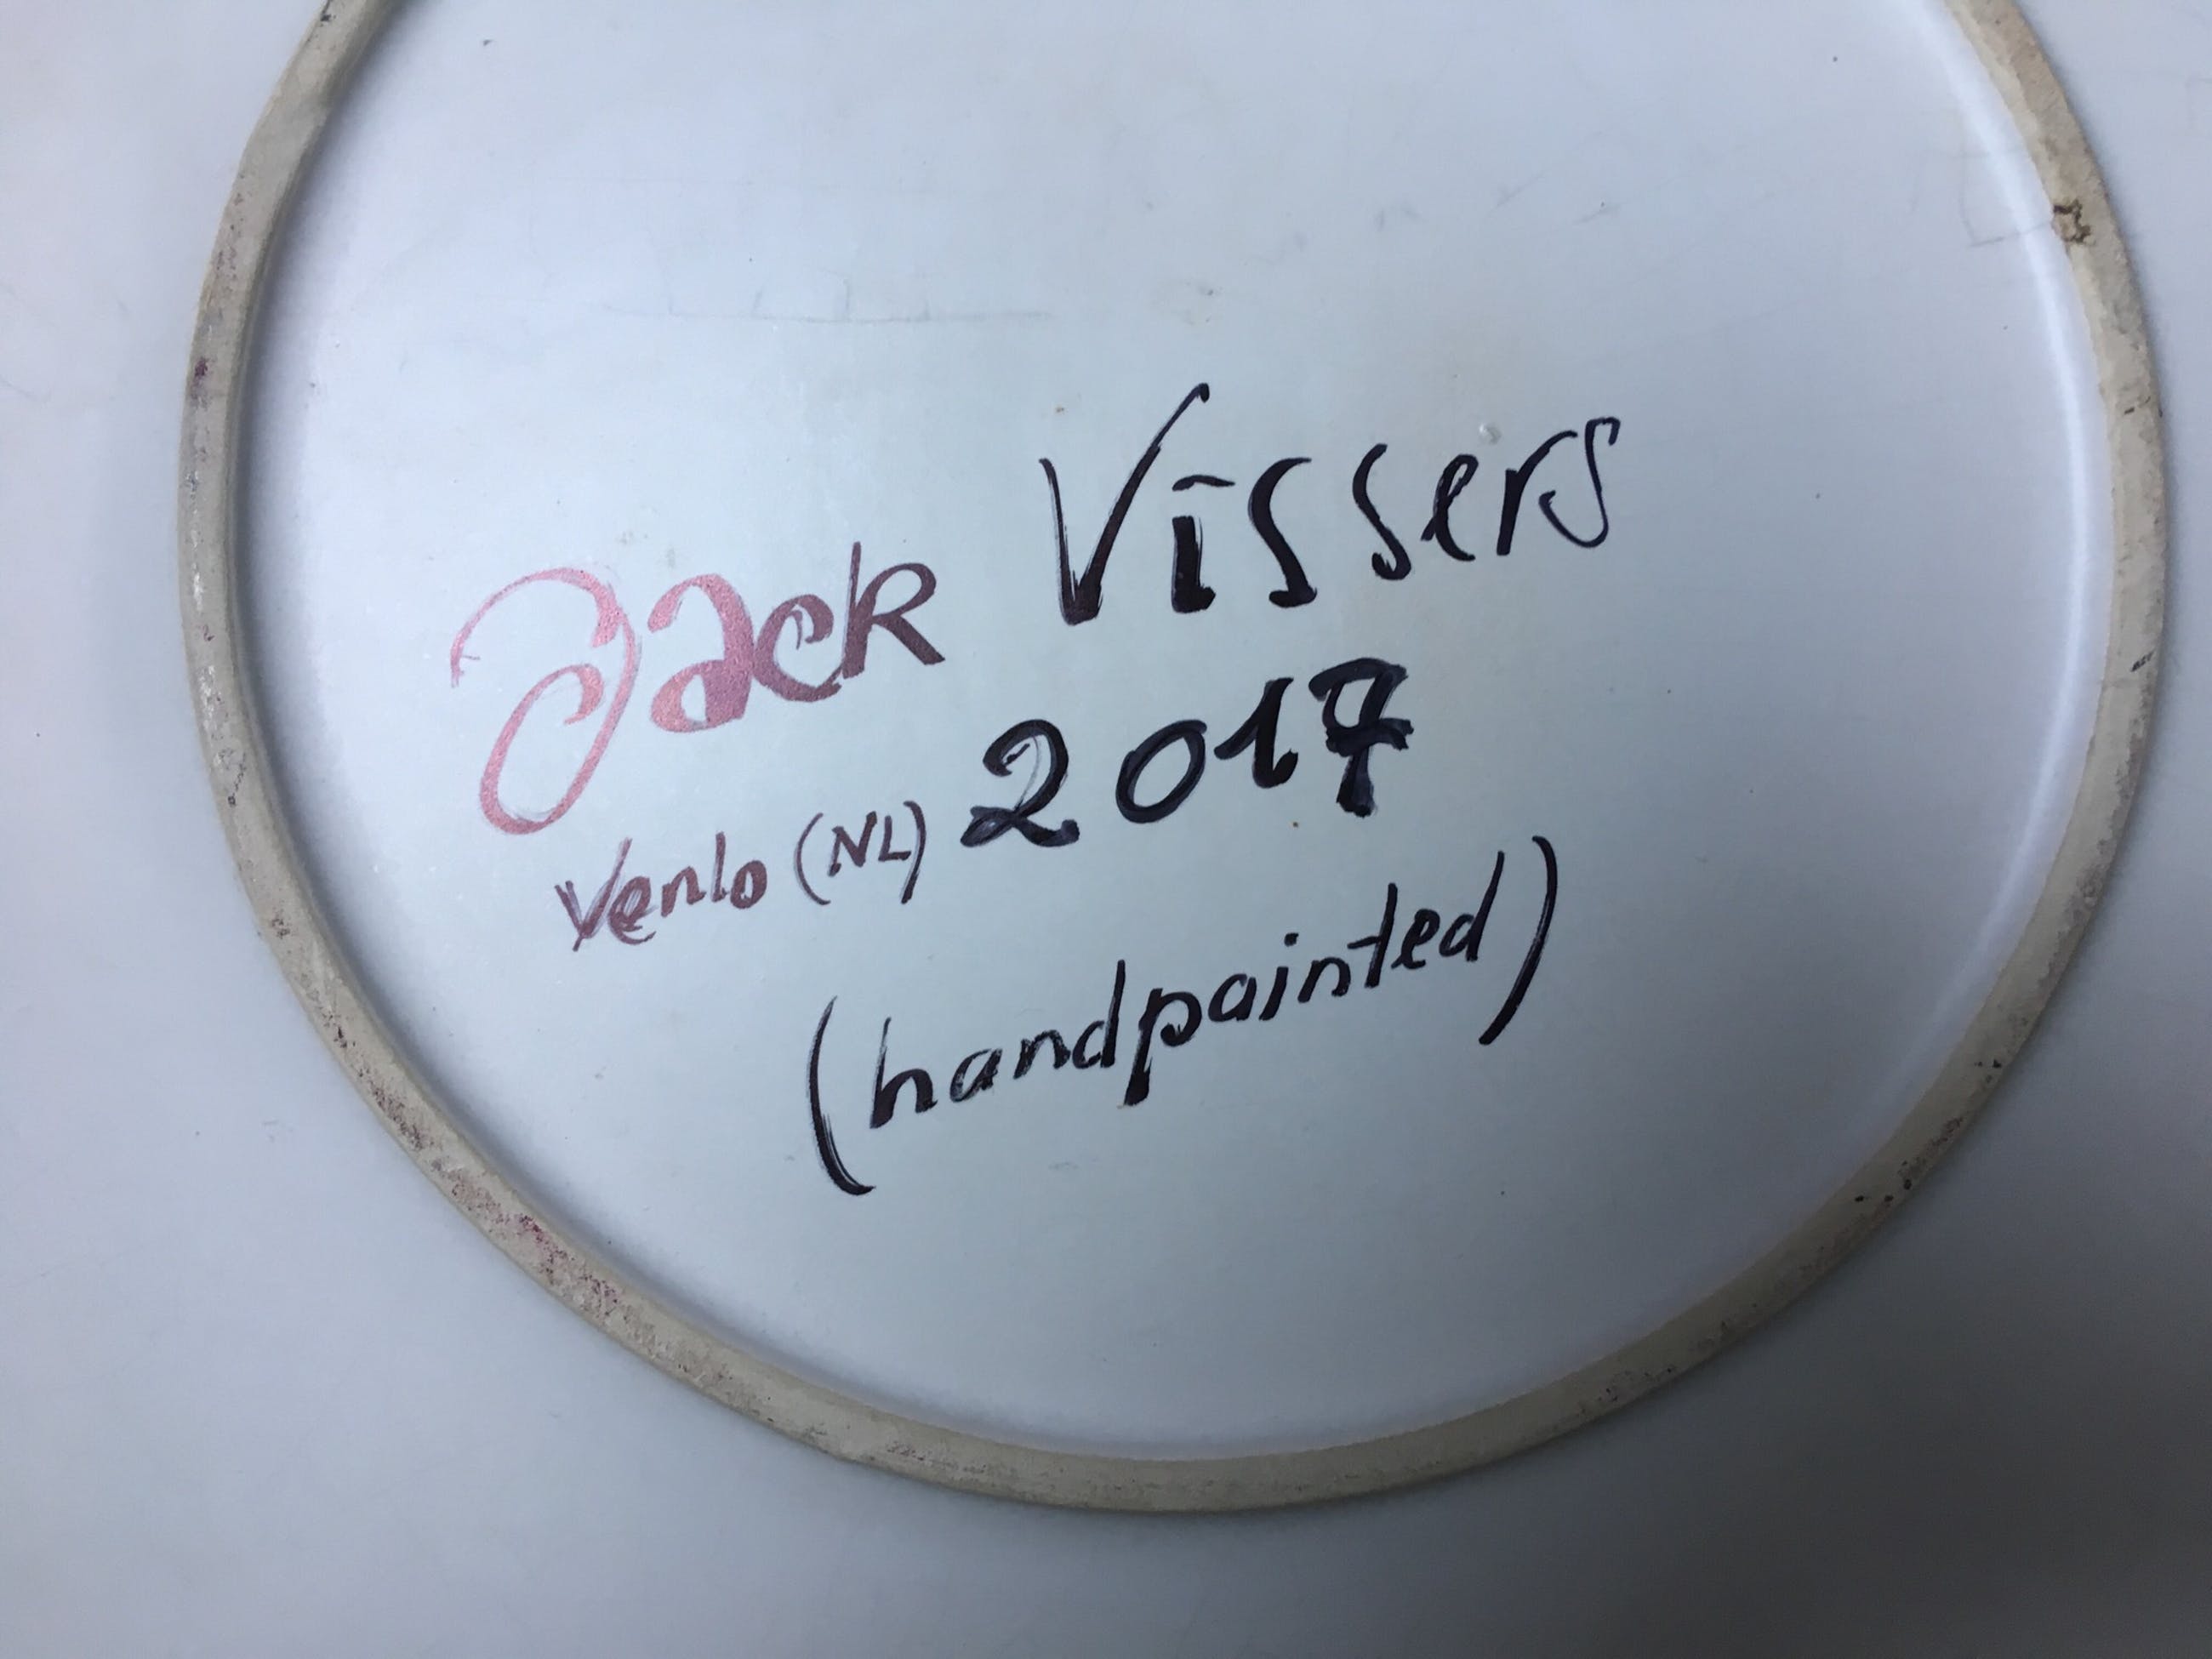 Jack Vissers
Venlo (NL) 2017
(handpainted)